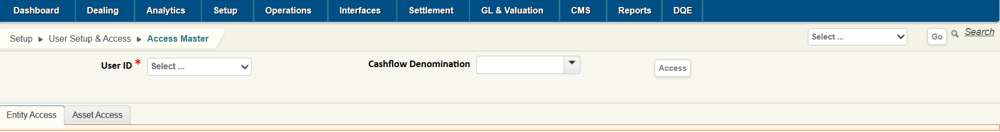 Dashboard Dealing Analytics Setup Operations Interfaces Settlement GL & Valuation CMS Reports DQE
Setup ▶ User Setup & Access ▶ Access Master Select ... Go Search
User ID * Select ... Cashflow Denomination Access
Entity Access Asset Access